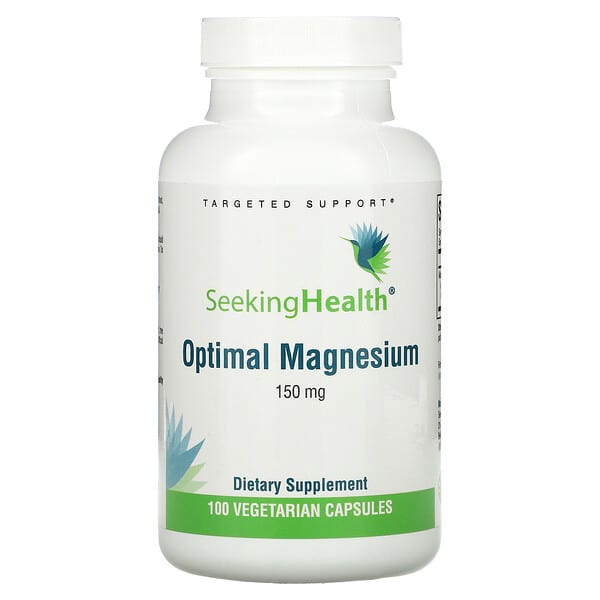 TARGETED SUPPORT®
SeekingHealth®
Optimal Magnesium
150 mg
Dietary Supplement
100 VEGETARIAN CAPSULES